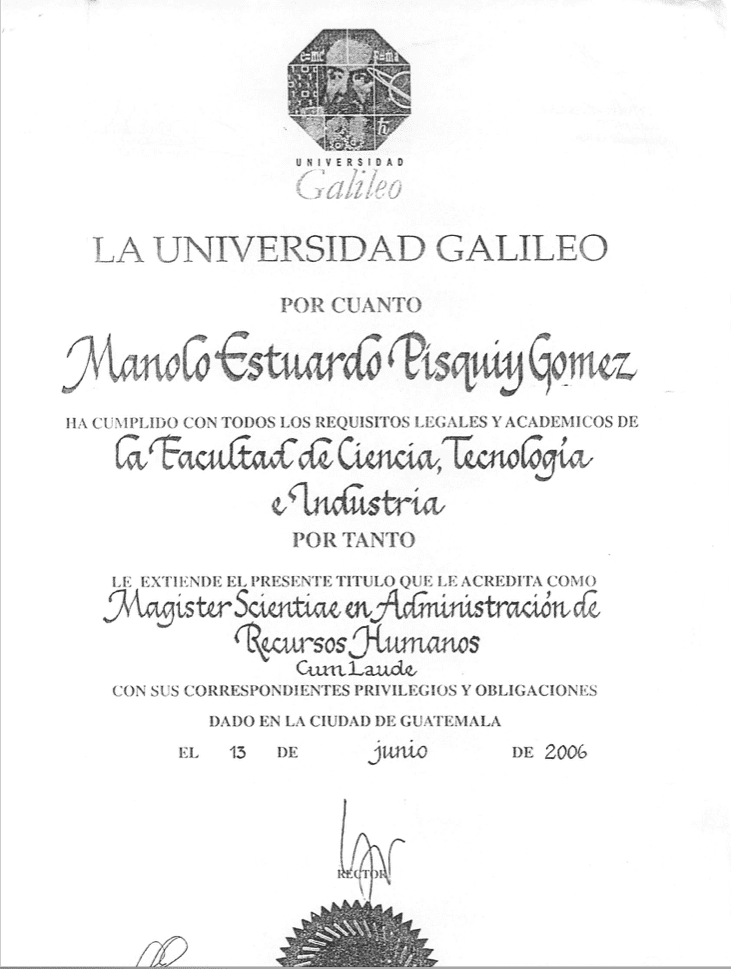 e=mc² F=ma
ħ
UNIVERSIDAD
Galileo
LA UNIVERSIDAD GALILEO
POR CUANTO
Manolo Estuardo Pisquiy Gomez
HA CUMPLIDO CON TODOS LOS REQUISITOS LEGALES Y ACADEMICOS DE
la Facultad de Ciencia, Tecnología
e Industria
POR TANTO
LE EXTIENDE EL PRESENTE TITULO QUE LE ACREDITA COMO
Magister Scientiae en Administración de
Recursos Humanos
Cum Laude
CON SUS CORRESPONDIENTES PRIVILEGIOS Y OBLIGACIONES
DADO EN LA CIUDAD DE GUATEMALA
EL 13 DE junio DE 2006
RECTOR